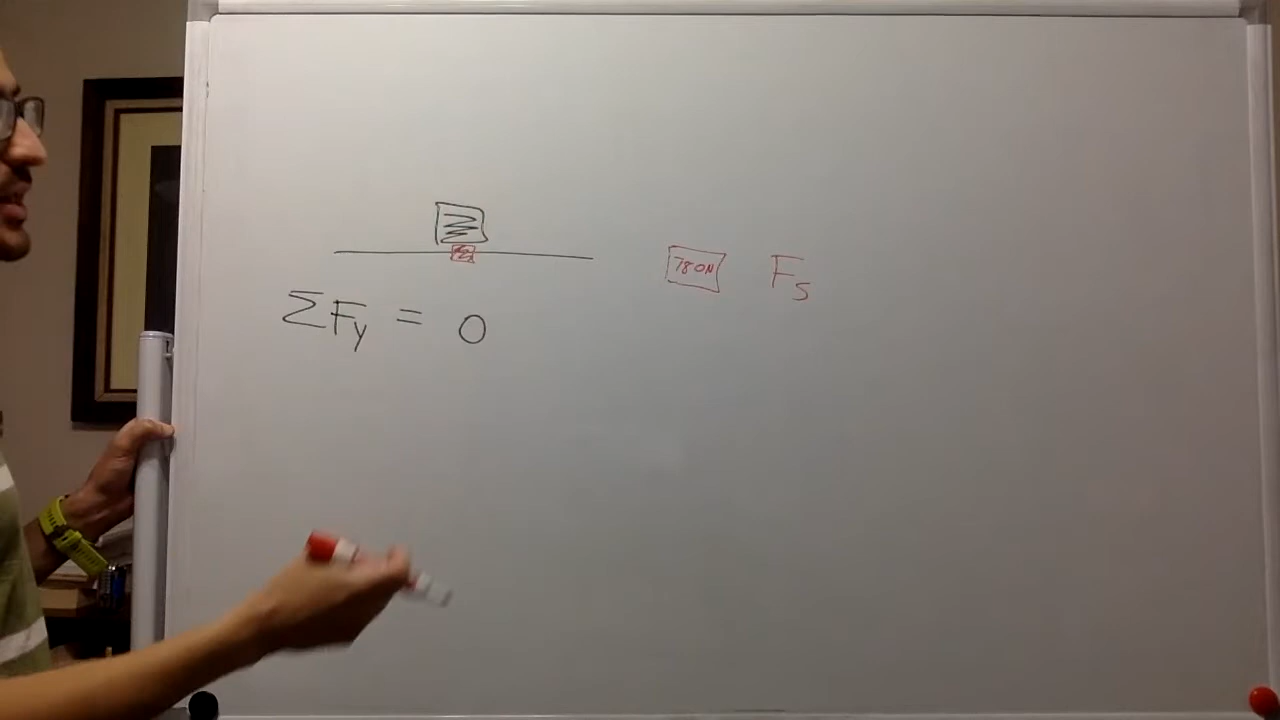 780N F_s
ΣF_y = 0